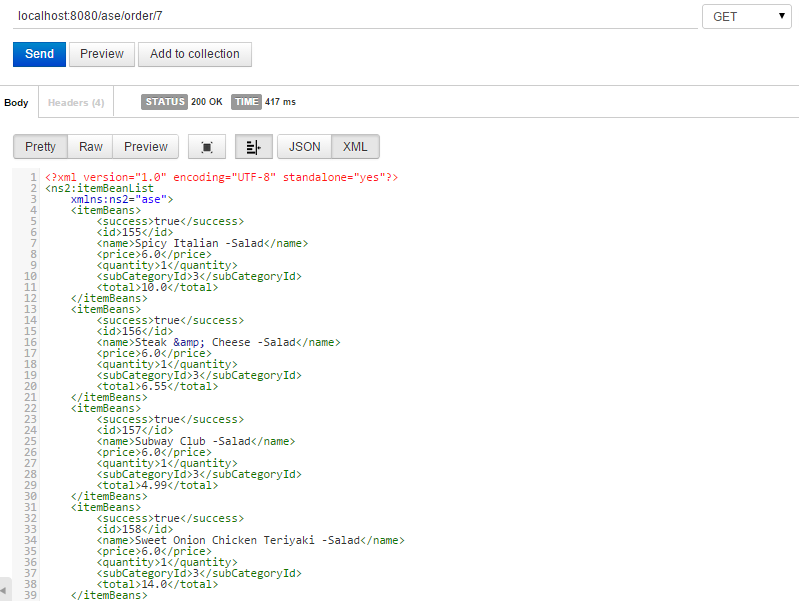 localhost:8080/ase/order/7
GET
Send Preview Add to collection
Body Headers (4) STATUS 200 OK TIME 417 ms
Pretty Raw Preview JSON XML
1 <?xml version="1.0" encoding="UTF-8" standalone="yes"?>
2 <ns2:itemBeanList
3 xmlns:ns2="ase">
4 <itemBeans>
5 <success>true</success>
6 <id>155</id>
7 <name>Spicy Italian -Salad</name>
8 <price>6.0</price>
9 <quantity>1</quantity>
10 <subCategoryId>3</subCategoryId>
11 <total>10.0</total>
12 </itemBeans>
13 <itemBeans>
14 <success>true</success>
15 <id>156</id>
16 <name>Steak &amp; Cheese -Salad</name>
17 <price>6.0</price>
18 <quantity>1</quantity>
19 <subCategoryId>3</subCategoryId>
20 <total>6.55</total>
21 </itemBeans>
22 <itemBeans>
23 <success>true</success>
24 <id>157</id>
25 <name>Subway Club -Salad</name>
26 <price>6.0</price>
27 <quantity>1</quantity>
28 <subCategoryId>3</subCategoryId>
29 <total>4.99</total>
30 </itemBeans>
31 <itemBeans>
32 <success>true</success>
33 <id>158</id>
34 <name>Sweet Onion Chicken Teriyaki -Salad</name>
35 <price>6.0</price>
36 <quantity>1</quantity>
37 <subCategoryId>3</subCategoryId>
38 <total>14.0</total>
39 </itemBeans>